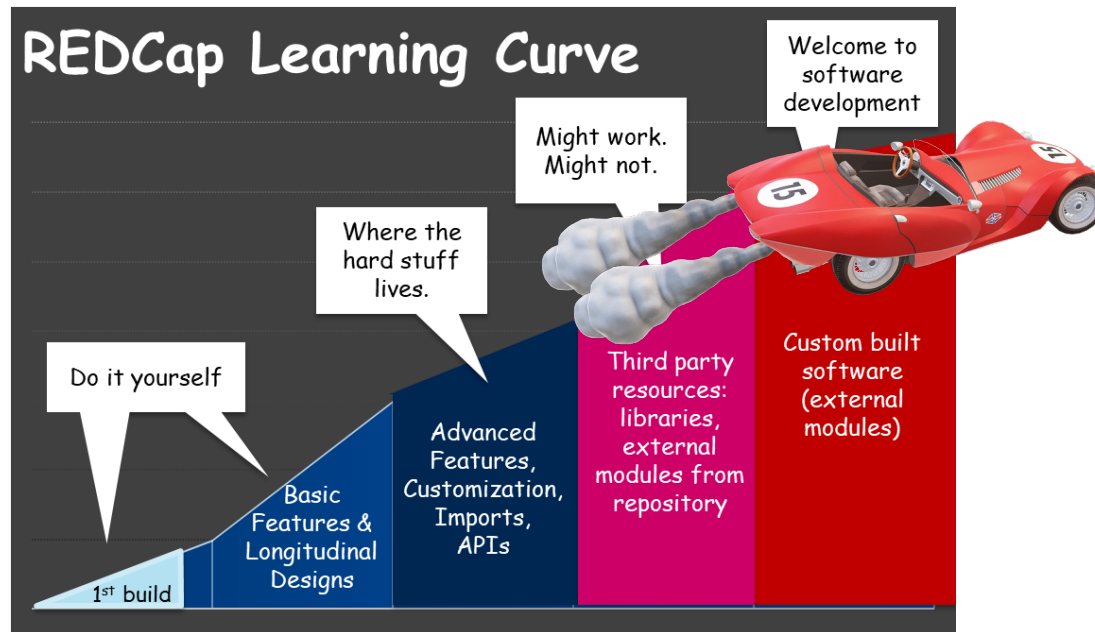 REDCap Learning Curve
Welcome to
software
development
Might work.
Might not.
15
15
Where the
hard stuff
lives.
Do it yourself
Custom built
software
(external
modules)
Third party
resources:
libraries,
external
modules from
repository
Advanced
Features,
Customization,
Imports,
APIs
Basic
Features &
Longitudinal
Designs
1st build